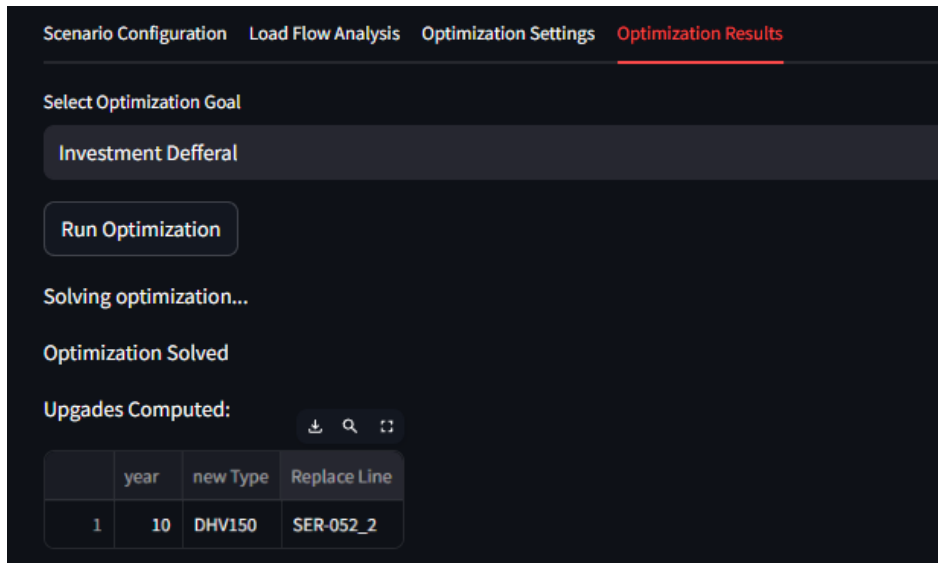 Scenario Configuration Load Flow Analysis Optimization Settings Optimization Results
Select Optimization Goal
Investment Defferal
Run Optimization
Solving optimization...
Optimization Solved
Upgades Computed:
year new Type Replace Line
1 10 DHV150 SER-052_2